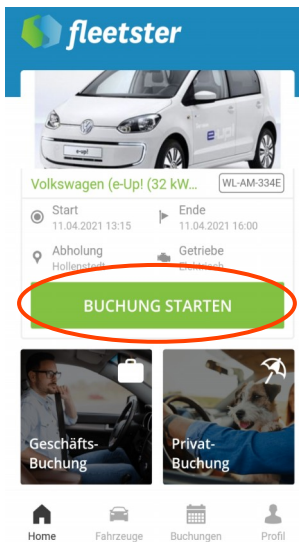 fleetster
e-up!
Volkswagen (e-Up! (32 kW...
WL-AM-334E
Start
11.04.2021 13:15
Ende
11.04.2021 16:00
Abholung
Hollenstedt
Getriebe
Elektrisch
BUCHUNG STARTEN
Geschäfts-
Buchung
Privat-
Buchung
Home
Fahrzeuge
Buchungen
Profil